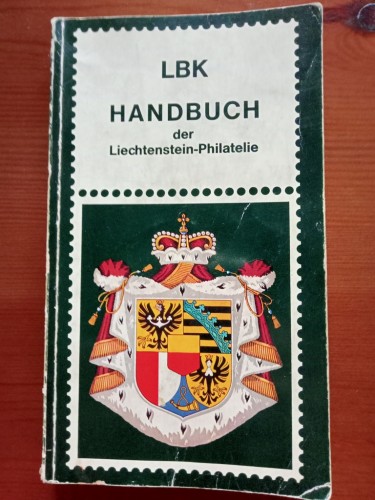 LBK
HANDBUCH
der
Liechtenstein-Philatelie